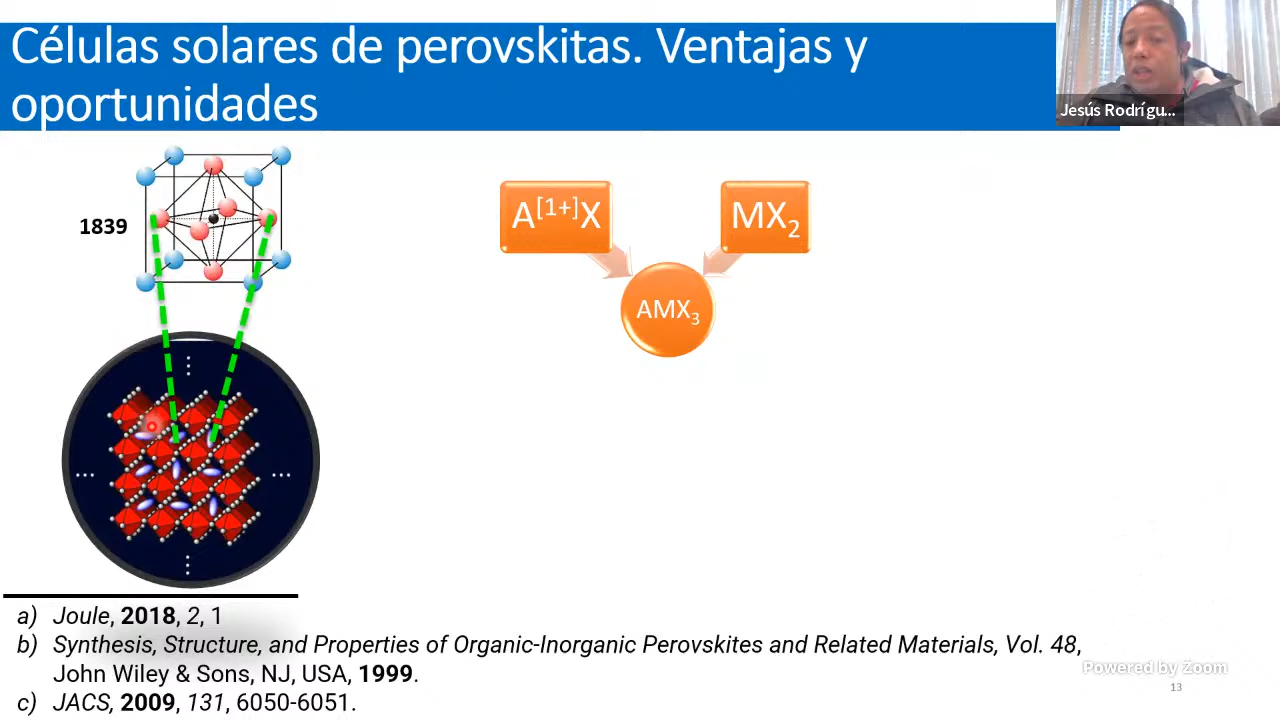 Células solares de perovskitas. Ventajas y
oportunidades
Jesús Rodrígu...
1839
A[1+]X
MX2
AMX3
a) Joule, 2018, 2, 1
b) Synthesis, Structure, and Properties of Organic-Inorganic Perovskites and Related Materials, Vol. 48,
John Wiley & Sons, NJ, USA, 1999.
c) JACS, 2009, 131, 6050-6051.
Powered by Zoom
13